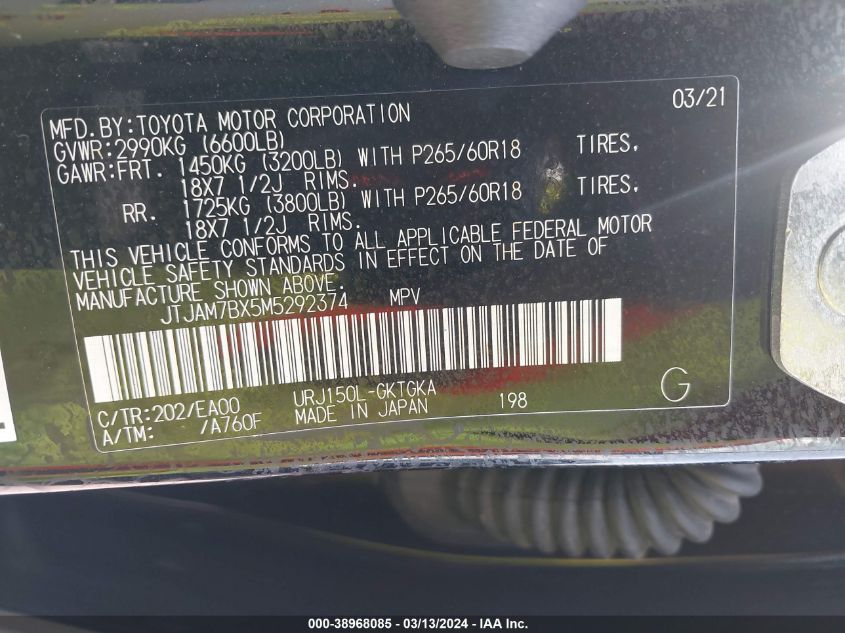 MFD.BY:TOYOTA MOTOR CORPORATION 03/21
GVWR:2990KG (6600LB)
GAWR:FRT. 1450KG (3200LB) WITH P265/60R18 TIRES,
18X7 1/2J RIMS.
RR. 1725KG (3800LB) WITH P265/60R18 TIRES,
18X7 1/2J RIMS.
THIS VEHICLE CONFORMS TO ALL APPLICABLE FEDERAL MOTOR
VEHICLE SAFETY STANDARDS IN EFFECT ON THE DATE OF
MANUFACTURE SHOWN ABOVE.
JTJAM7BX5M5292374 MPV
C/TR:202/EA00 URJ150L-GKTGKA
A/TM: /A760F MADE IN JAPAN 198 G
000-38968085 - 03/13/2024 - IAA Inc.